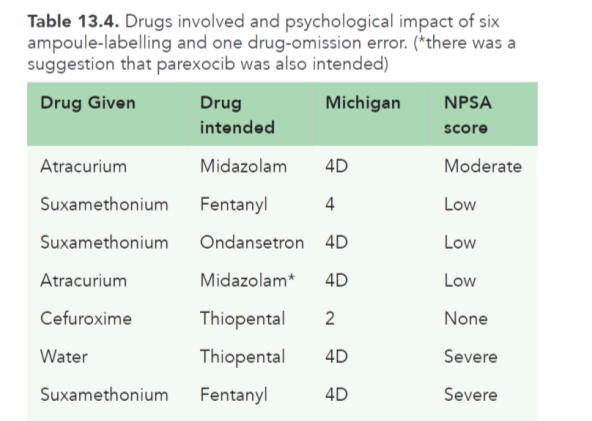 Table 13.4. Drugs involved and psychological impact of six
ampoule-labelling and one drug-omission error. (*there was a
suggestion that parexocib was also intended)
Drug Given Drug intended Michigan NPSA score
Atracurium Midazolam 4D Moderate
Suxamethonium Fentanyl 4 Low
Suxamethonium Ondansetron 4D Low
Atracurium Midazolam* 4D Low
Cefuroxime Thiopental 2 None
Water Thiopental 4D Severe
Suxamethonium Fentanyl 4D Severe